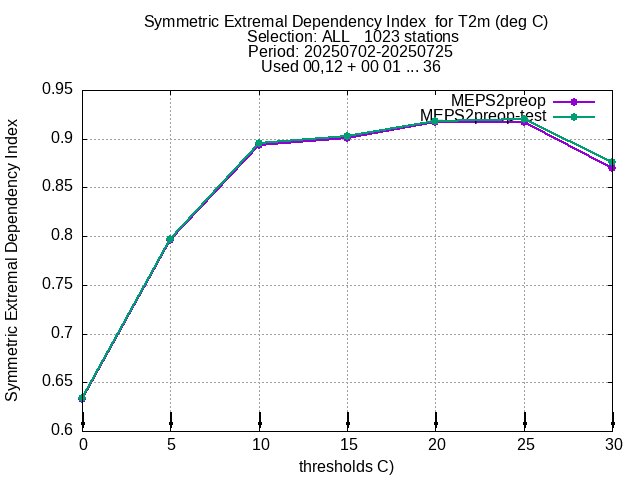 Symmetric Extremal Dependency Index  for T2m (deg C)
Selection: ALL   1023 stations
Period: 20250702-20250725
Used 00,12 + 00 01 ... 36
MEPS2preop
MEPS2preop-test
Symmetric Extremal Dependency Index
0.95
0.9
0.85
0.8
0.75
0.7
0.65
0.6
0 5 10 15 20 25 30
thresholds C)